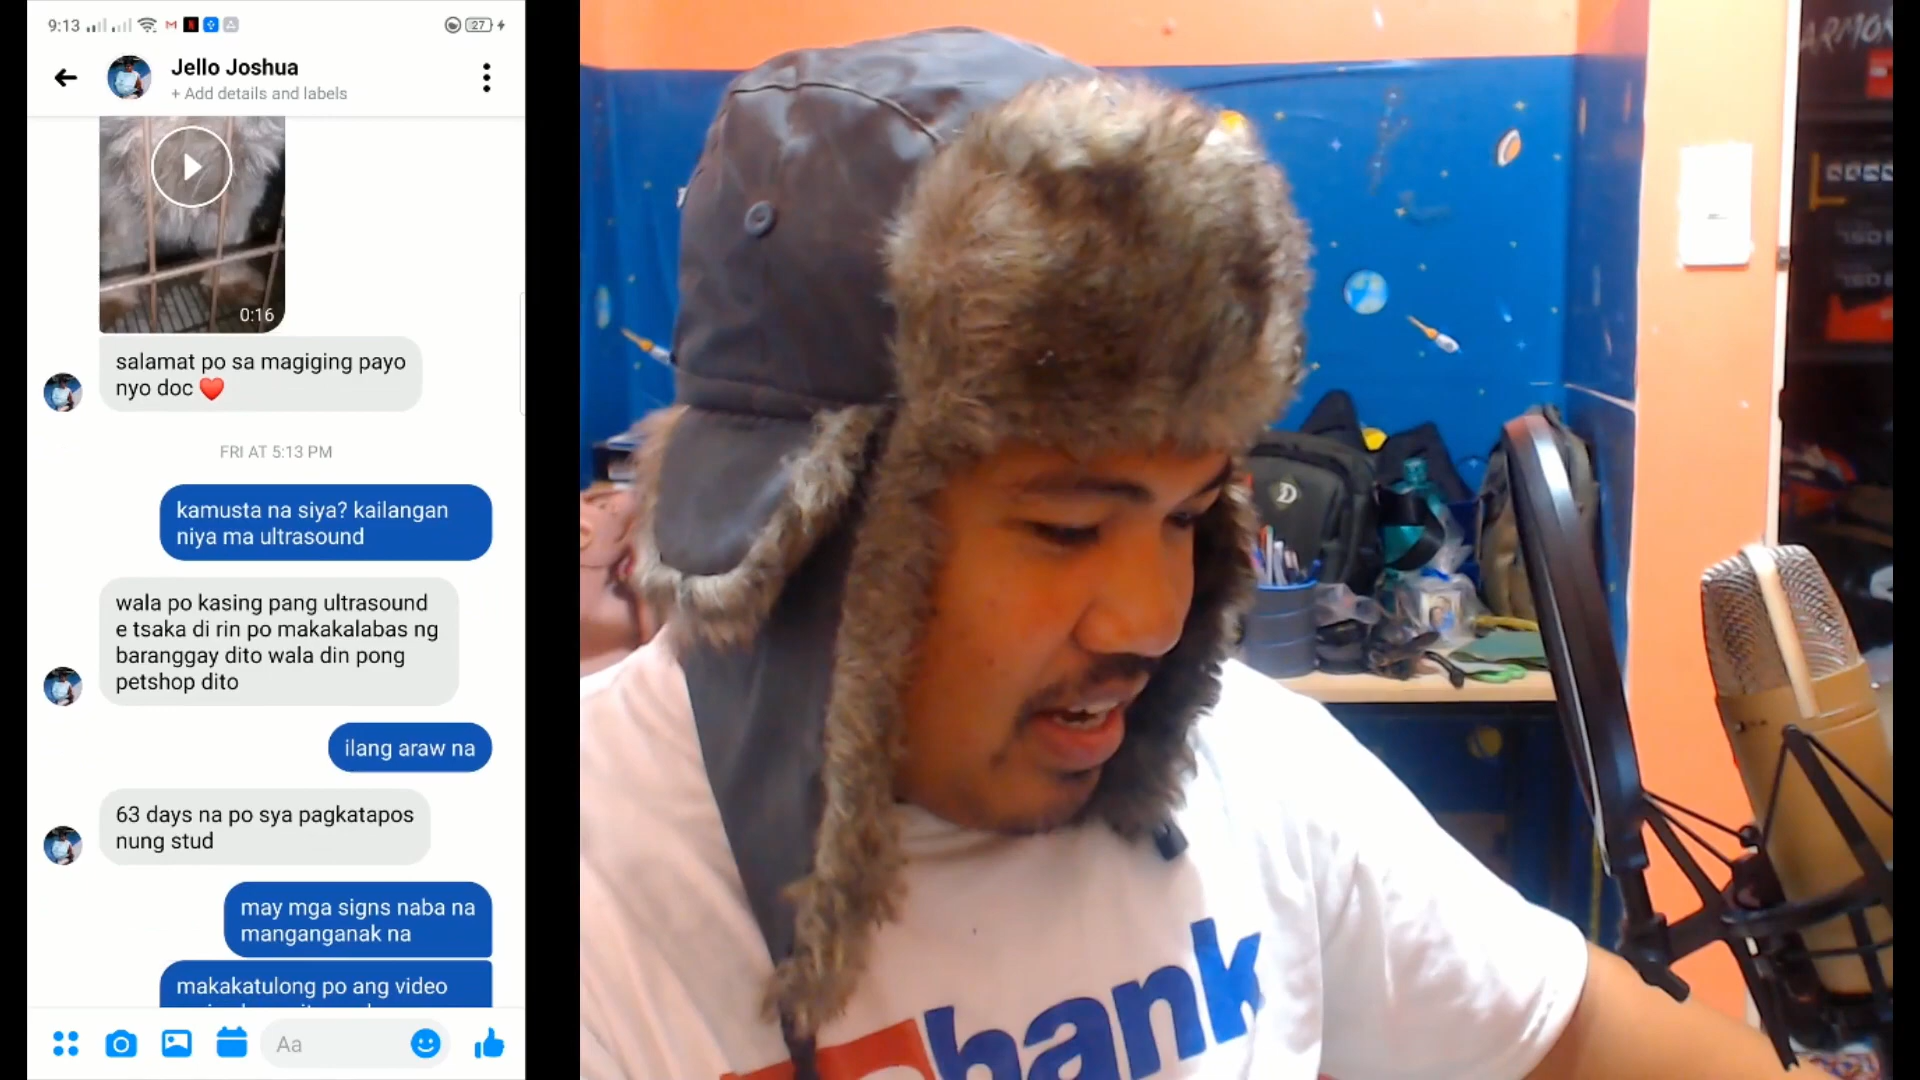 9:13
27
Jello Joshua
+ Add details and labels
0:16
salamat po sa magiging payo
nyo doc ❤️
FRI AT 5:13 PM
kamusta na siya? kailangan
niya ma ultrasound
wala po kasing pang ultrasound
e tsaka di rin po makakalabas ng
baranggay dito wala din pong
petshop dito
ilang araw na
63 days na po sya pagkatapos
nung stud
may mga signs naba na
manganganak na
makakatulong po ang video
Aa
D
bank